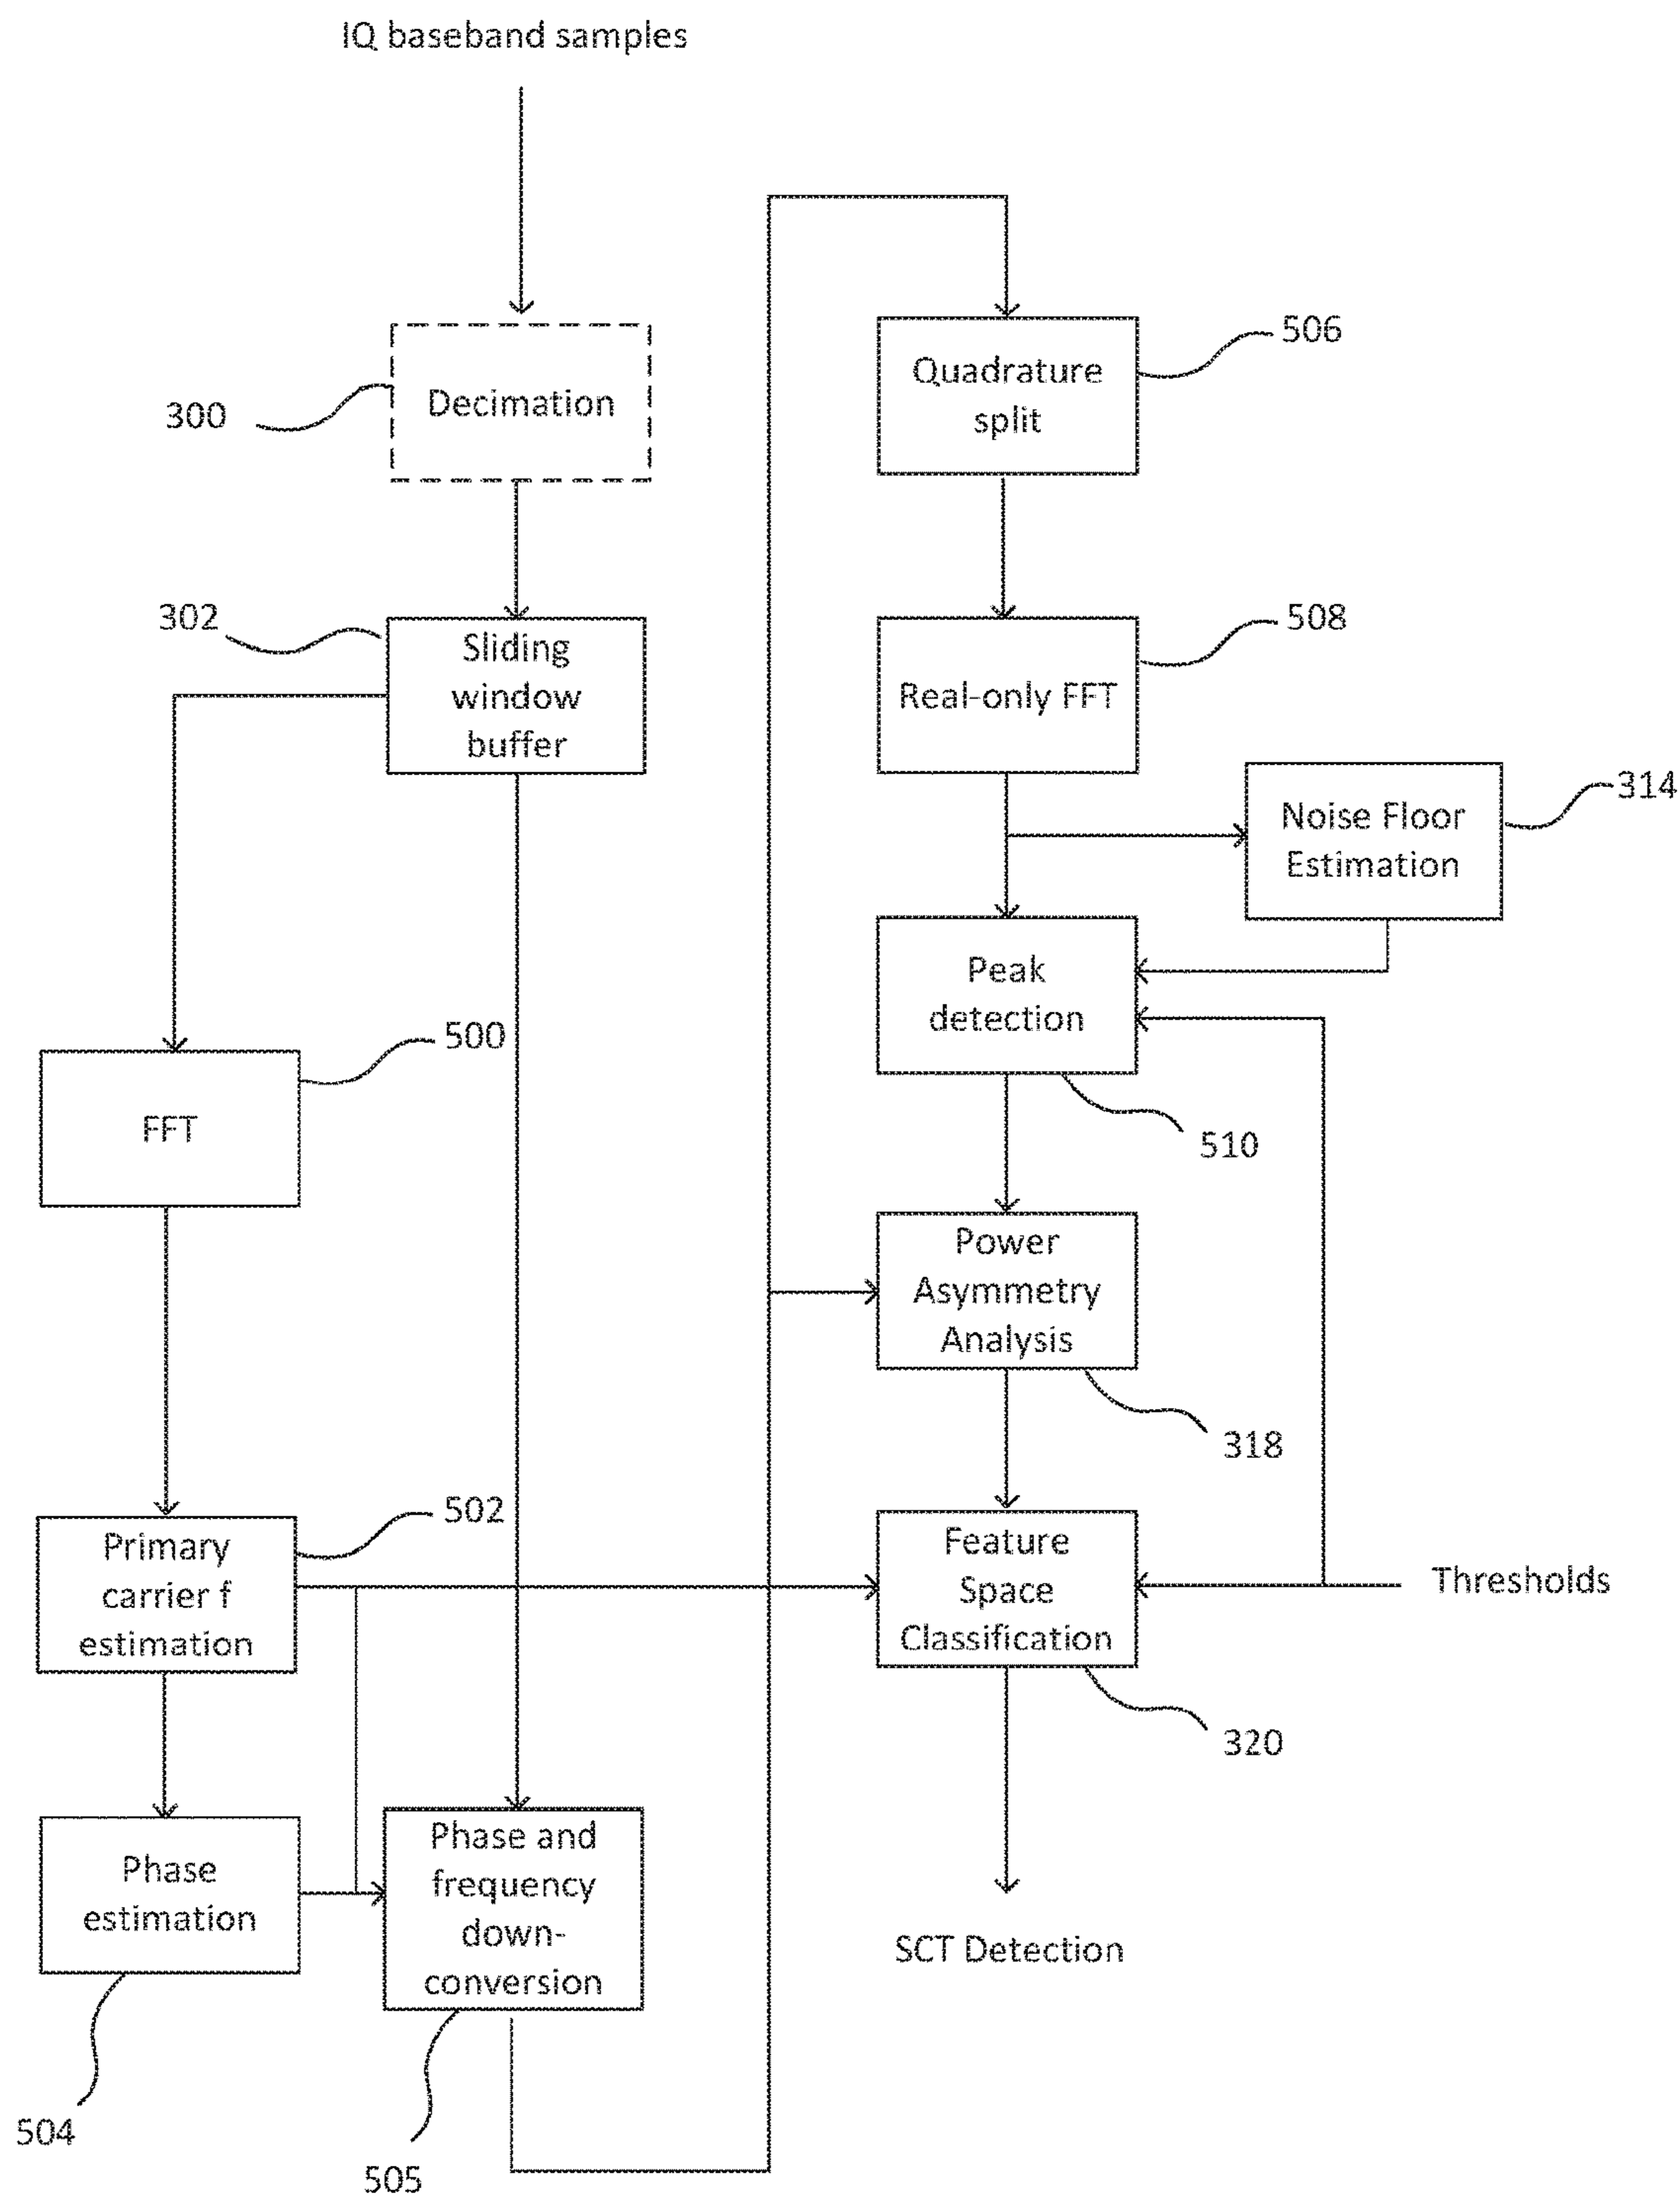 IQ baseband samples
300
Decimation
302
Sliding
window
buffer
500
FFT
502
Primary
carrier f
estimation
Phase
estimation
504
Phase and
frequency
down-
conversion
505
Quadrature
split
506
Real-only FFT
508
Noise Floor
Estimation
314
Peak
detection
510
Power
Asymmetry
Analysis
318
Feature
Space
Classification
Thresholds
320
SCT Detection